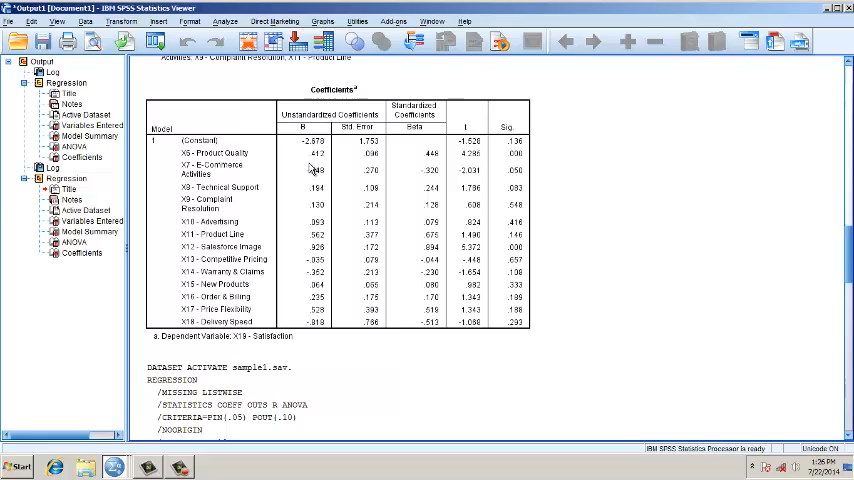 *Output1 [Document1] - IBM SPSS Statistics Viewer
File Edit View Data Transform Insert Format Analyze Direct Marketing Graphs Utilities Add-ons Window Help
Output
Log
Regression
Title
Notes
Active Dataset
Variables Entered
Model Summary
ANOVA
Coefficients
Log
Regression
Title
Notes
Active Dataset
Variables Entered
Model Summary
ANOVA
Coefficients
Activities, X9 - Complaint Resolution, X11 - Product Line
Coefficientsa
Model Unstandardized Coefficients Standardized Coefficients t Sig.
B Std. Error Beta
1 (Constant) -2.678 1.753 -1.528 .136
X6 - Product Quality .412 .096 .448 4.285 .000
X7 - E-Commerce Activities .270 -.320 -2.031 .050
X8 - Technical Support .194 .109 .244 1.786 .083
X9 - Complaint Resolution .130 .214 .128 .608 .548
X10 - Advertising .093 .113 .079 .824 .416
X11 - Product Line .562 .377 .675 1.490 .146
X12 - Salesforce Image .926 .172 .894 5.372 .000
X13 - Competitive Pricing -.035 .079 -.044 -.448 .657
X14 - Warranty & Claims -.352 .213 -.230 -1.654 .108
X15 - New Products .064 .065 .080 .982 .333
X16 - Order & Billing .235 .175 .170 1.343 .189
X17 - Price Flexibility .528 .393 .519 1.343 .188
X18 - Delivery Speed -.818 .766 -.513 -1.068 .293
a. Dependent Variable: X19 - Satisfaction
DATASET ACTIVATE sample1.sav.
REGRESSION
/MISSING LISTWISE
/STATISTICS COEFF OUTS R ANOVA
/CRITERIA=PIN(.05) POUT(.10)
/NOORIGIN
IBM SPSS Statistics Processor is ready Unicode:ON
Start
1:26 PM
7/22/2014